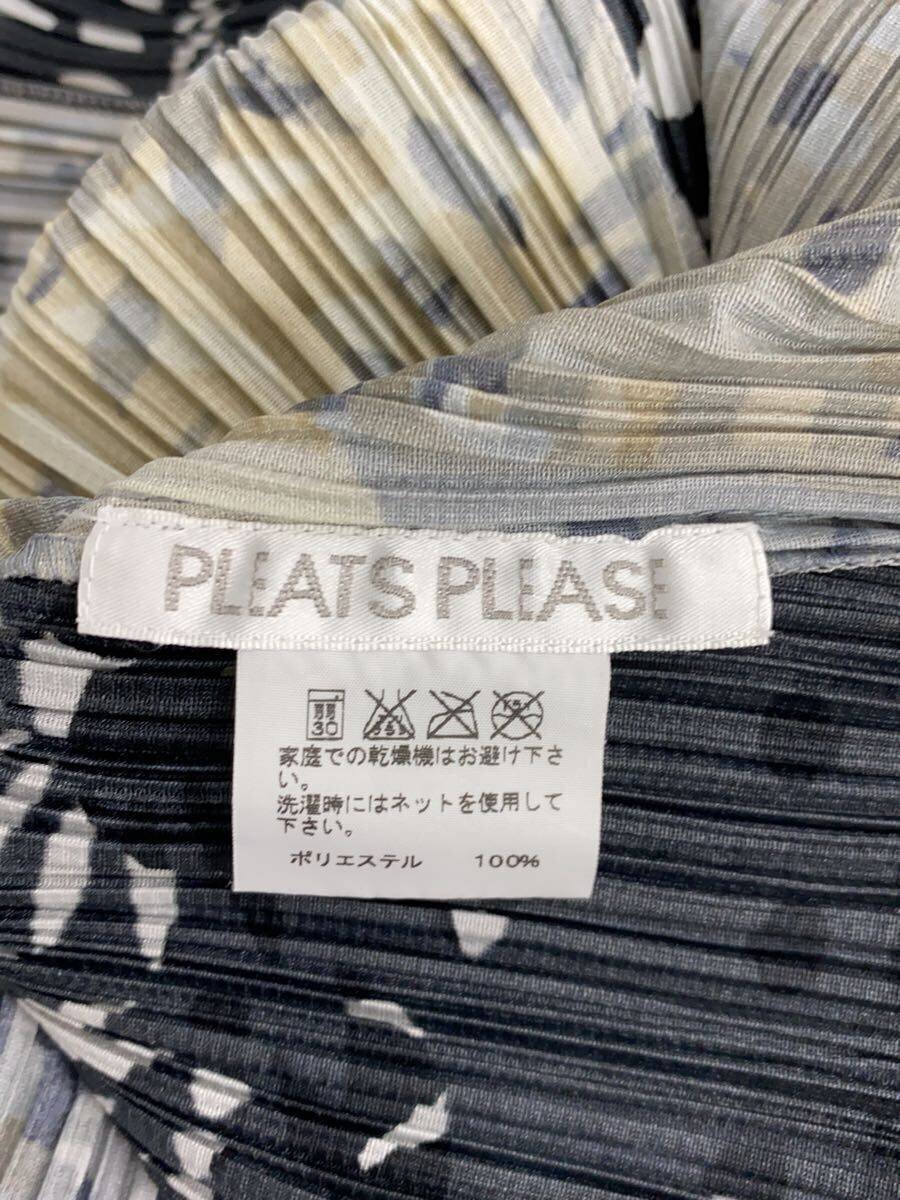 PLEATS PLEASE
弱
30
家庭での乾燥機はお避け下さ
い。
洗濯時にはネットを使用して
下さい。
ポリエステル 100%